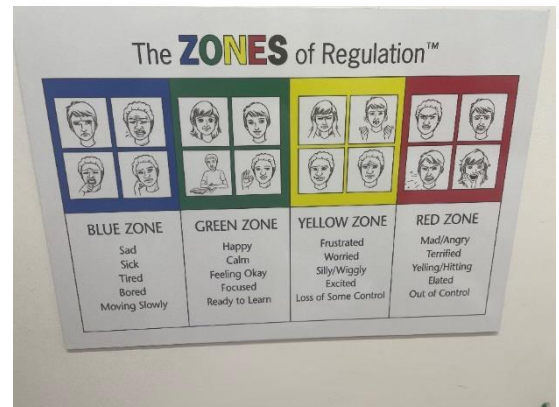 The ZONES of Regulation™
BLUE ZONE
Sad
Sick
Tired
Bored
Moving Slowly
GREEN ZONE
Happy
Calm
Feeling Okay
Focused
Ready to Learn
YELLOW ZONE
Frustrated
Worried
Silly/Wiggly
Excited
Loss of Some Control
RED ZONE
Mad/Angry
Terrified
Yelling/Hitting
Elated
Out of Control